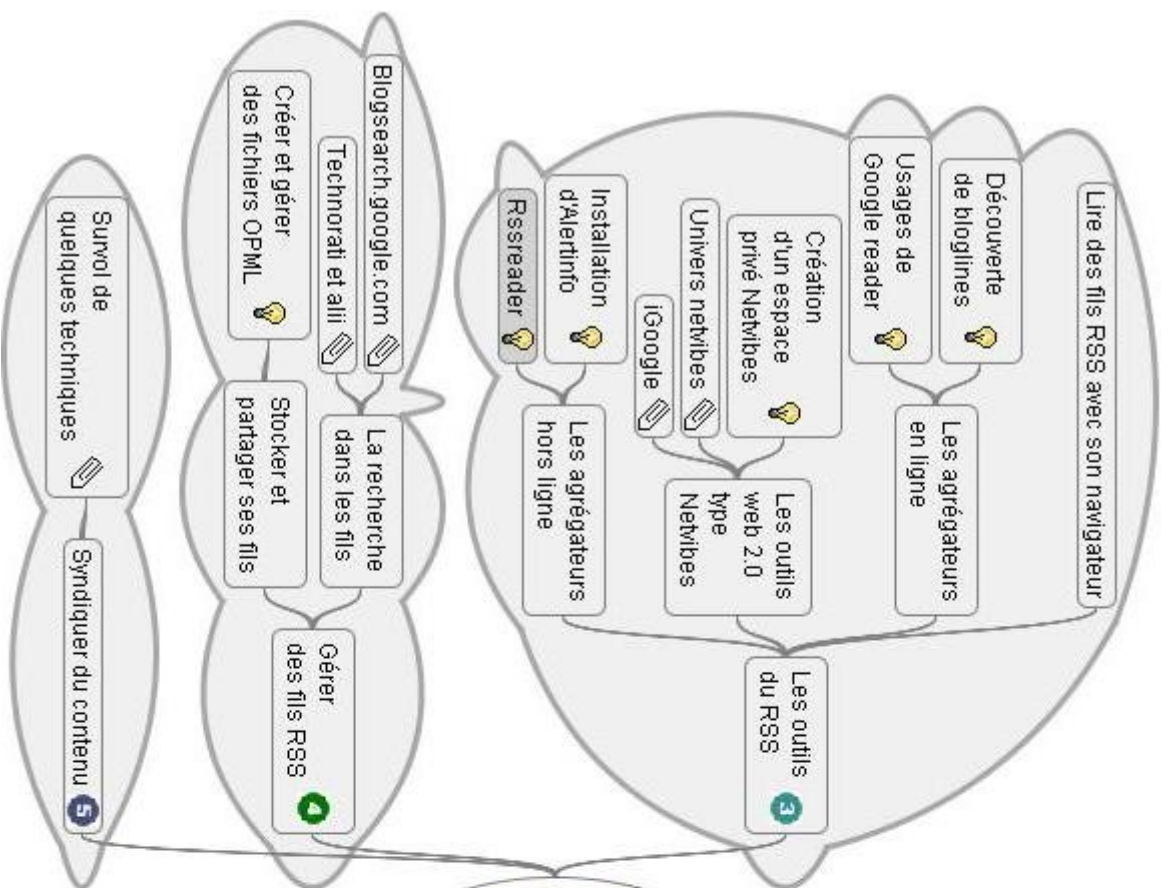 Lire des fils RSS avec son navigateur
Découverte
de bloglines
Usages de
Google reader
Les agrégateurs
en ligne
Création
d'un espace
privé Netvibes
Univers netvibes
iGoogle
Les outils
web 2.0
type
Netvibes
Installation
d'Alertinfo
Rssreader
Les agrégateurs
hors ligne
Les outils
du RSS
3
Blogsearch.google.com
Technorati et alii
La recherche
dans les fils
Créer et gérer
des fichiers OPML
Stocker et
partager ses fils
Gérer
des fils RSS
4
Survol de
quelques techniques
Syndiquer du contenu
5